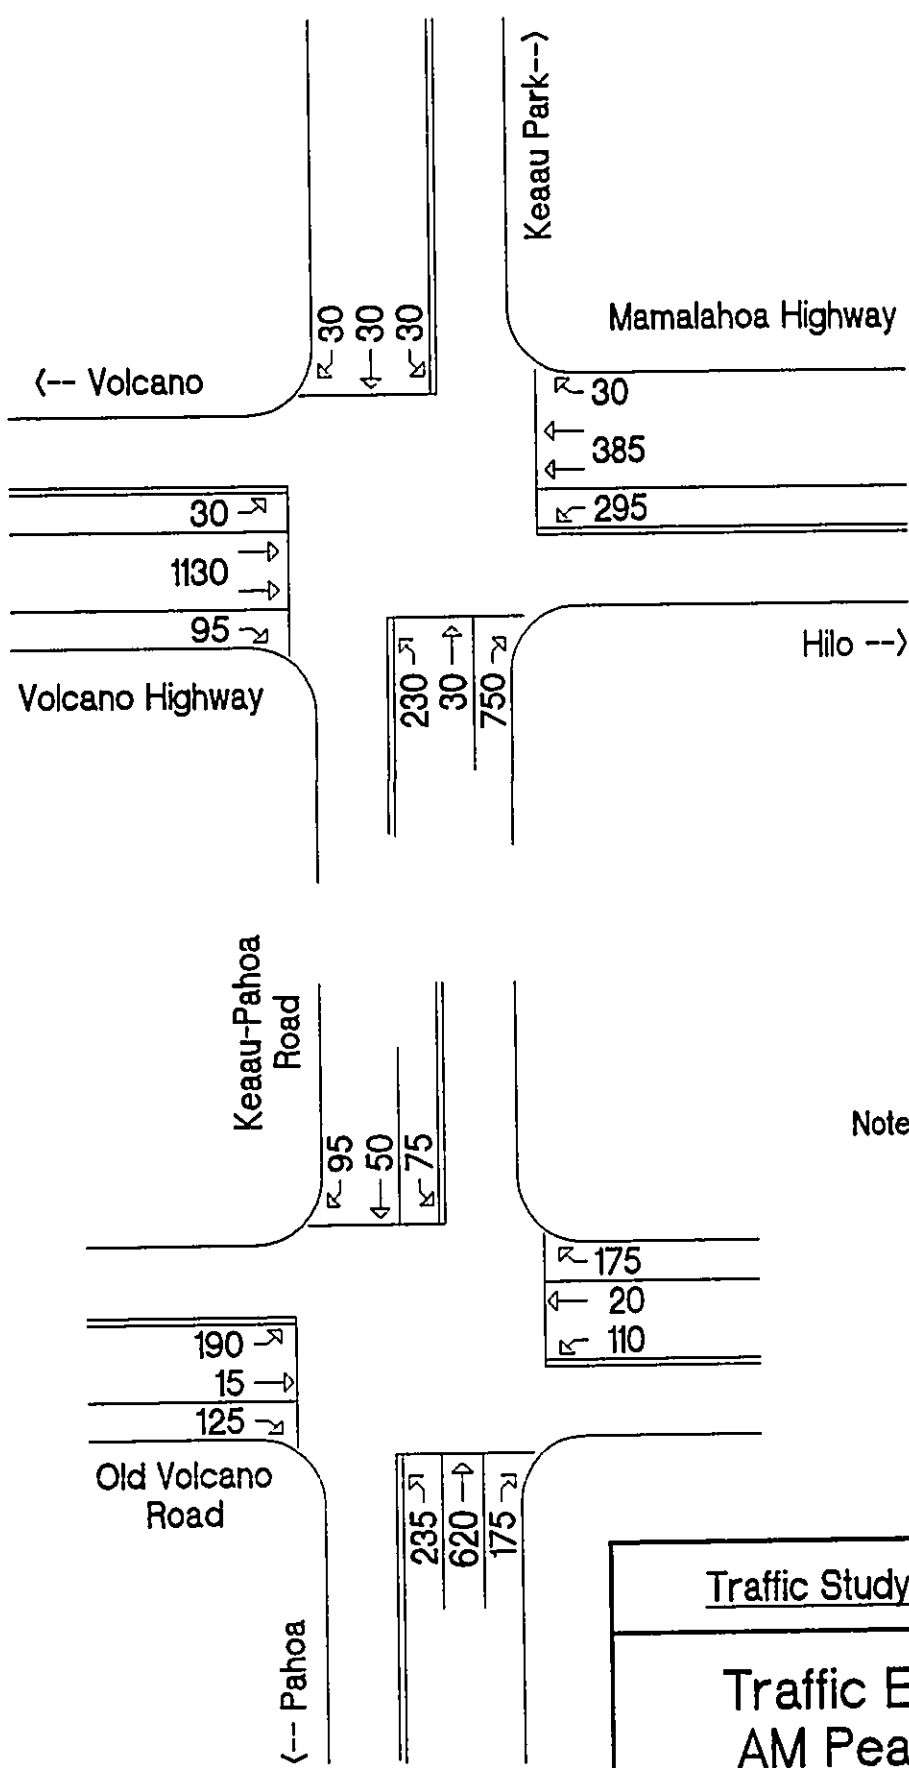 Keaau Park-->
30
30
30
Mamalahoa Highway
<-- Volcano
30
385
295
30
1130
95
Hilo -->
Volcano Highway
230
30
750
Keaau-Pahoa
Road
95
50
75
Note
175
20
110
190
15
125
Old Volcano
Road
235
620
175
<-- Pahoa
Traffic Study
Traffic E
AM Pea